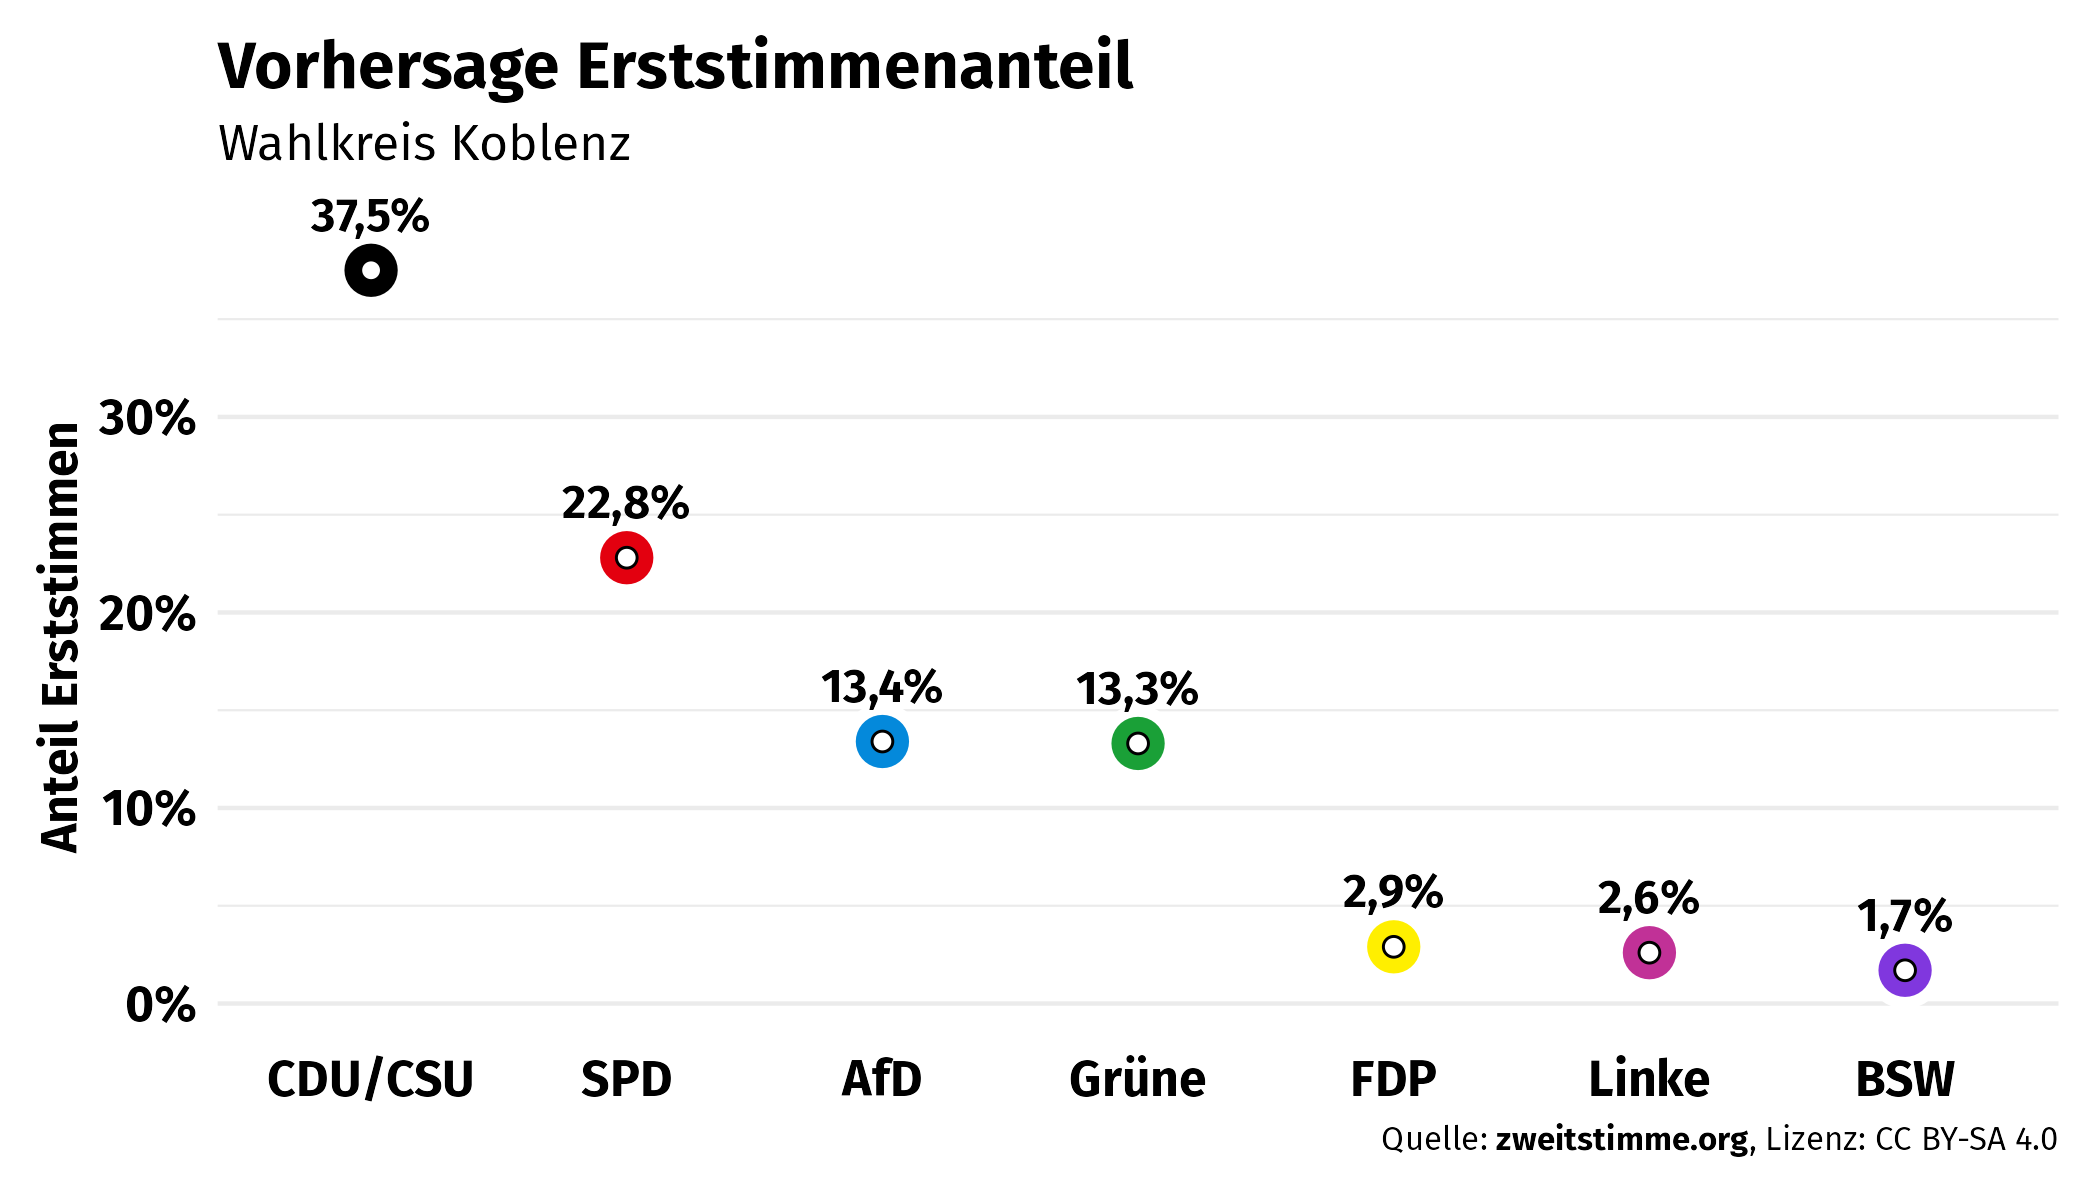 Vorhersage Erststimmenanteil
Wahlkreis Koblenz
37,5%
30%
22,8%
20%
13,4%
13,3%
10%
2,9%
2,6%
1,7%
0%
Anteil Erststimmen
CDU/CSU SPD AfD Grüne FDP Linke BSW
Quelle: zweitstimme.org, Lizenz: CC BY-SA 4.0